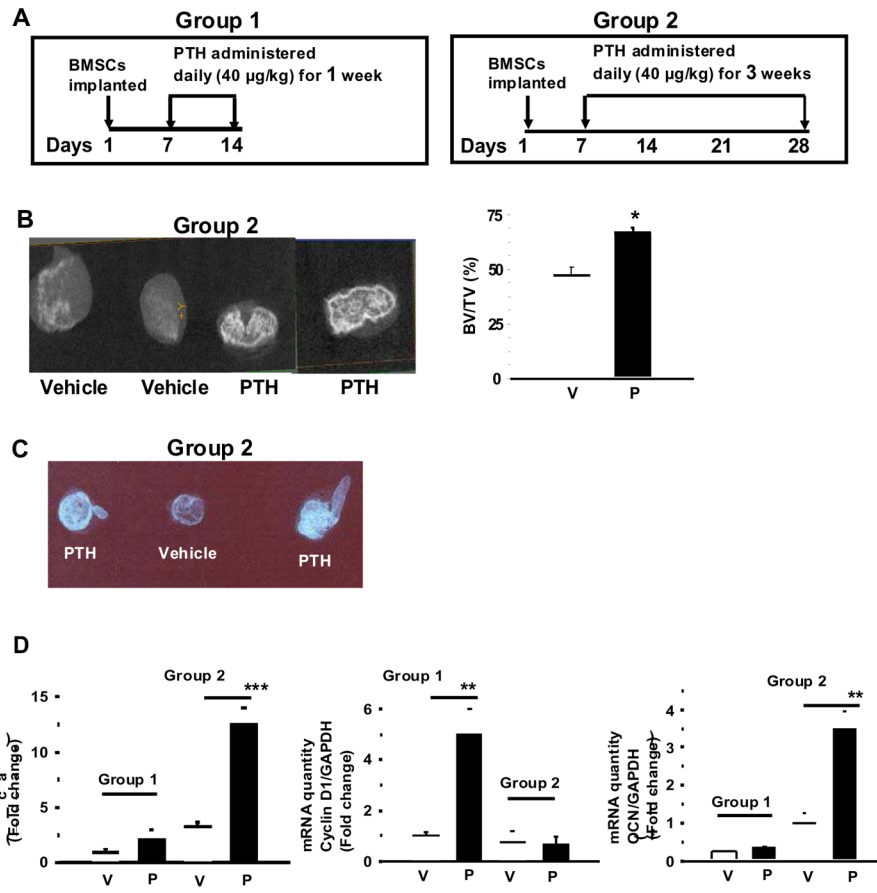 A
Group 1
Group 2
BMSCs
implanted
PTH administered
daily (40 µg/kg) for 1 week
Days 1 7 14
BMSCs
implanted
PTH administered
daily (40 µg/kg) for 3 weeks
Days 1 7 14 21 28
B
Group 2
Vehicle Vehicle PTH PTH
BV/TV (%)
75
50
25
0
*
V P
C
Group 2
PTH Vehicle PTH
D
(Fold change)
15
10
5
0
Group 1
Group 2
***
V P V P
mRNA quantity
Cyclin D1/GAPDH
(Fold change)
6
4
2
0
Group 1
**
Group 2
V P V P
mRNA quantity
OCN/GAPDH
(Fold change)
4
3
2
1
0
Group 1
Group 2
**
V P V P